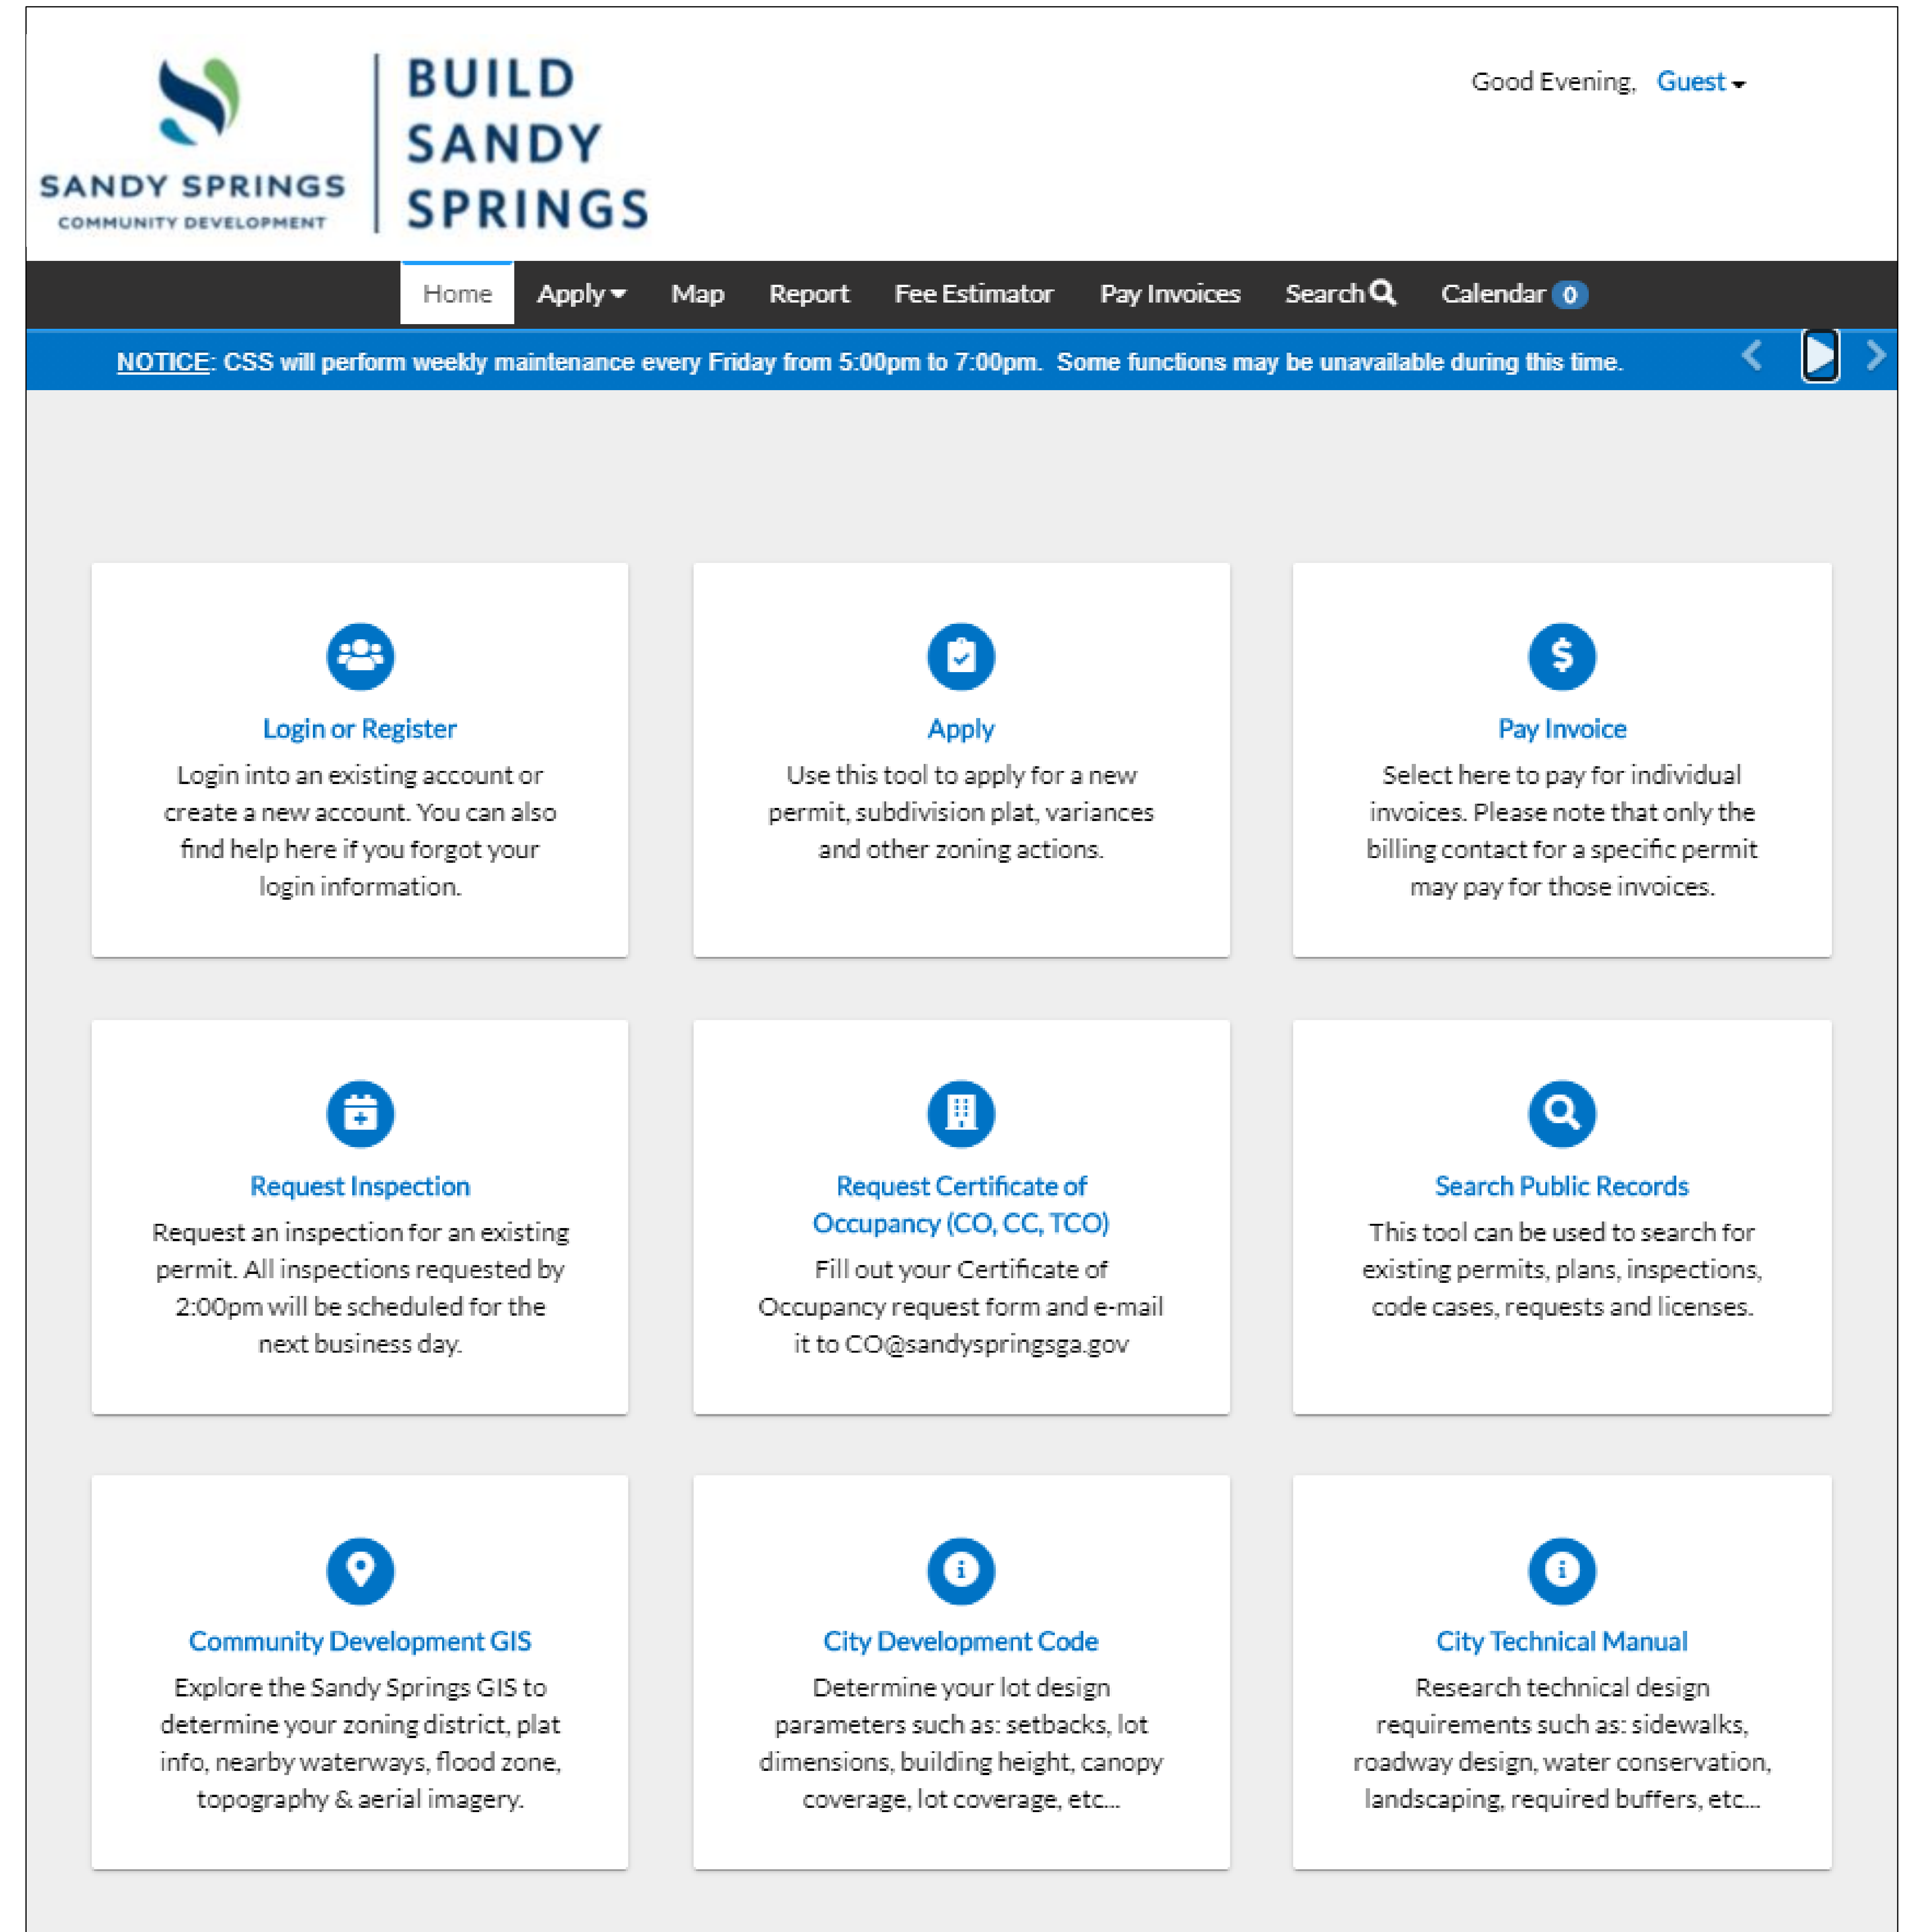 SANDY SPRINGS
COMMUNITY DEVELOPMENT
BUILD
SANDY
SPRINGS
Good Evening, Guest
Home Apply Map Report Fee Estimator Pay Invoices Search Calendar 0
NOTICE: CSS will perform weekly maintenance every Friday from 5:00pm to 7:00pm. Some functions may be unavailable during this time.
Login or Register
Login into an existing account or
create a new account. You can also
find help here if you forgot your
login information.
Apply
Use this tool to apply for a new
permit, subdivision plat, variances
and other zoning actions.
Pay Invoice
Select here to pay for individual
invoices. Please note that only the
billing contact for a specific permit
may pay for those invoices.
Request Inspection
Request an inspection for an existing
permit. All inspections requested by
2:00pm will be scheduled for the
next business day.
Request Certificate of
Occupancy (CO, CC, TCO)
Fill out your Certificate of
Occupancy request form and e-mail
it to CO@sandyspringsga.gov
Search Public Records
This tool can be used to search for
existing permits, plans, inspections,
code cases, requests and licenses.
Community Development GIS
Explore the Sandy Springs GIS to
determine your zoning district, plat
info, nearby waterways, flood zone,
topography & aerial imagery.
City Development Code
Determine your lot design
parameters such as: setbacks, lot
dimensions, building height, canopy
coverage, lot coverage, etc...
City Technical Manual
Research technical design
requirements such as: sidewalks,
roadway design, water conservation,
landscaping, required buffers, etc...